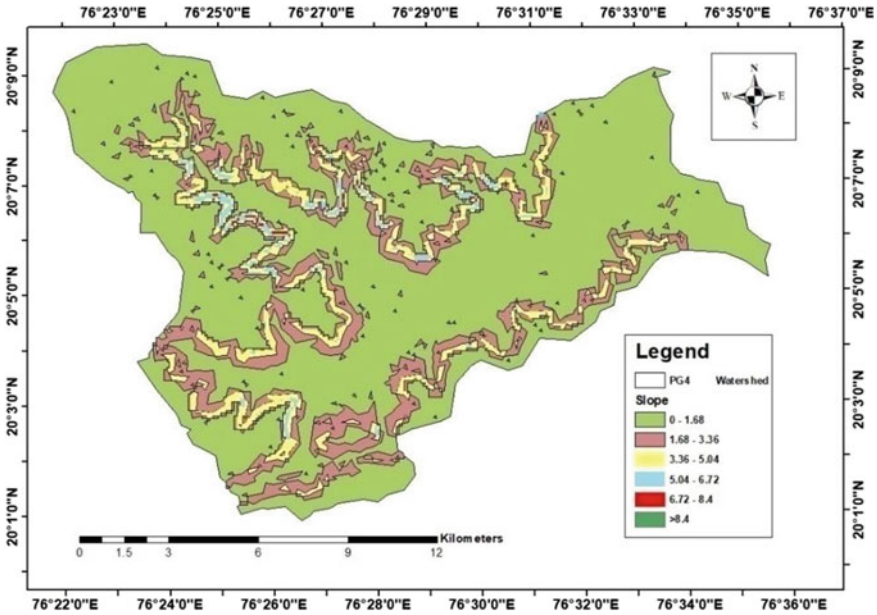 76°23'0"E 76°25'0"E 76°27'0"E 76°29'0"E 76°31'0"E 76°33'0"E 76°35'0"E 76°37'0"E
20°9'0"N 20°9'0"N
N
W E
S
20°7'0"N 20°7'0"N
20°5'0"N 20°5'0"N
Legend
PG4 Watershed
Slope
20°3'0"N 20°3'0"N
0 - 1.68
1.68 - 3.36
3.36 - 5.04
5.04 - 6.72
6.72 - 8.4
>8.4
20°1'0"N 20°1'0"N
Kilometers
0 1.5 3 6 9 12
76°22'0"E 76°24'0"E 76°26'0"E 76°28'0"E 76°30'0"E 76°32'0"E 76°34'0"E 76°36'0"E